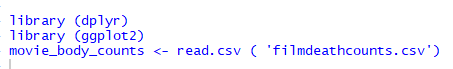 library (dplyr)
library (ggplot2)
movie_body_counts <- read.csv ( 'filmdeathcounts.csv')